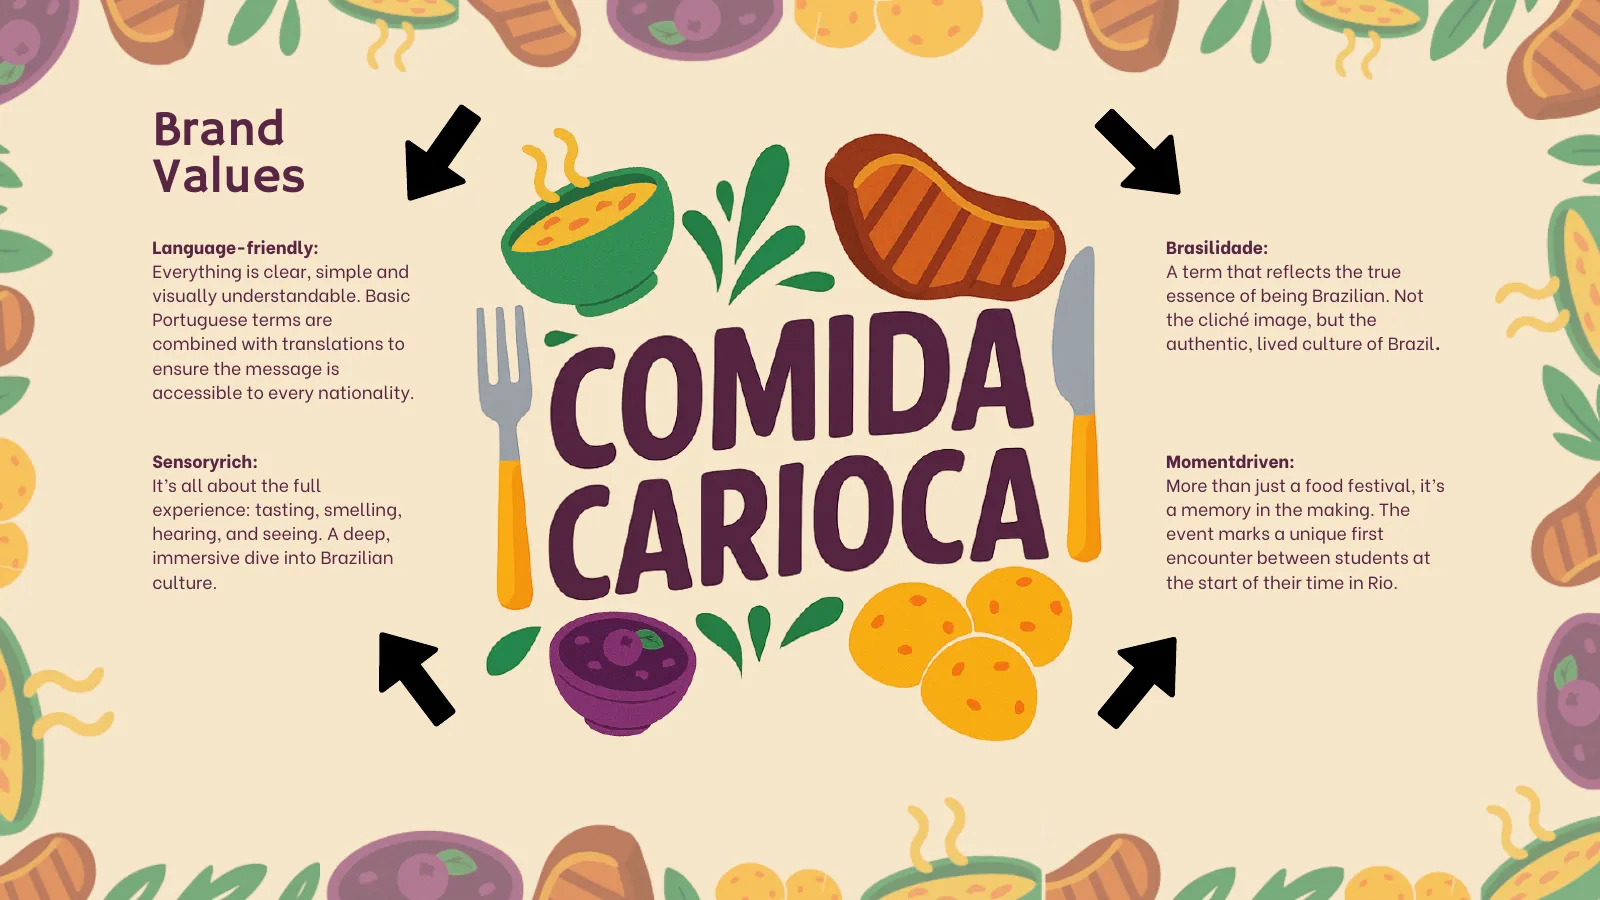 Brand
Values
Language-friendly:
Everything is clear, simple and
visually understandable. Basic
Portuguese terms are
combined with translations to
ensure the message is
accessible to every nationality.
Sensoryrich:
It's all about the full
experience: tasting, smelling,
hearing, and seeing. A deep,
immersive dive into Brazilian
culture.
COMIDA
CARIOCA
Brasilidade:
A term that reflects the true
essence of being Brazilian. Not
the cliché image, but the
authentic, lived culture of Brazil.
Momentdriven:
More than just a food festival, it's
a memory in the making. The
event marks a unique first
encounter between students at
the start of their time in Rio.